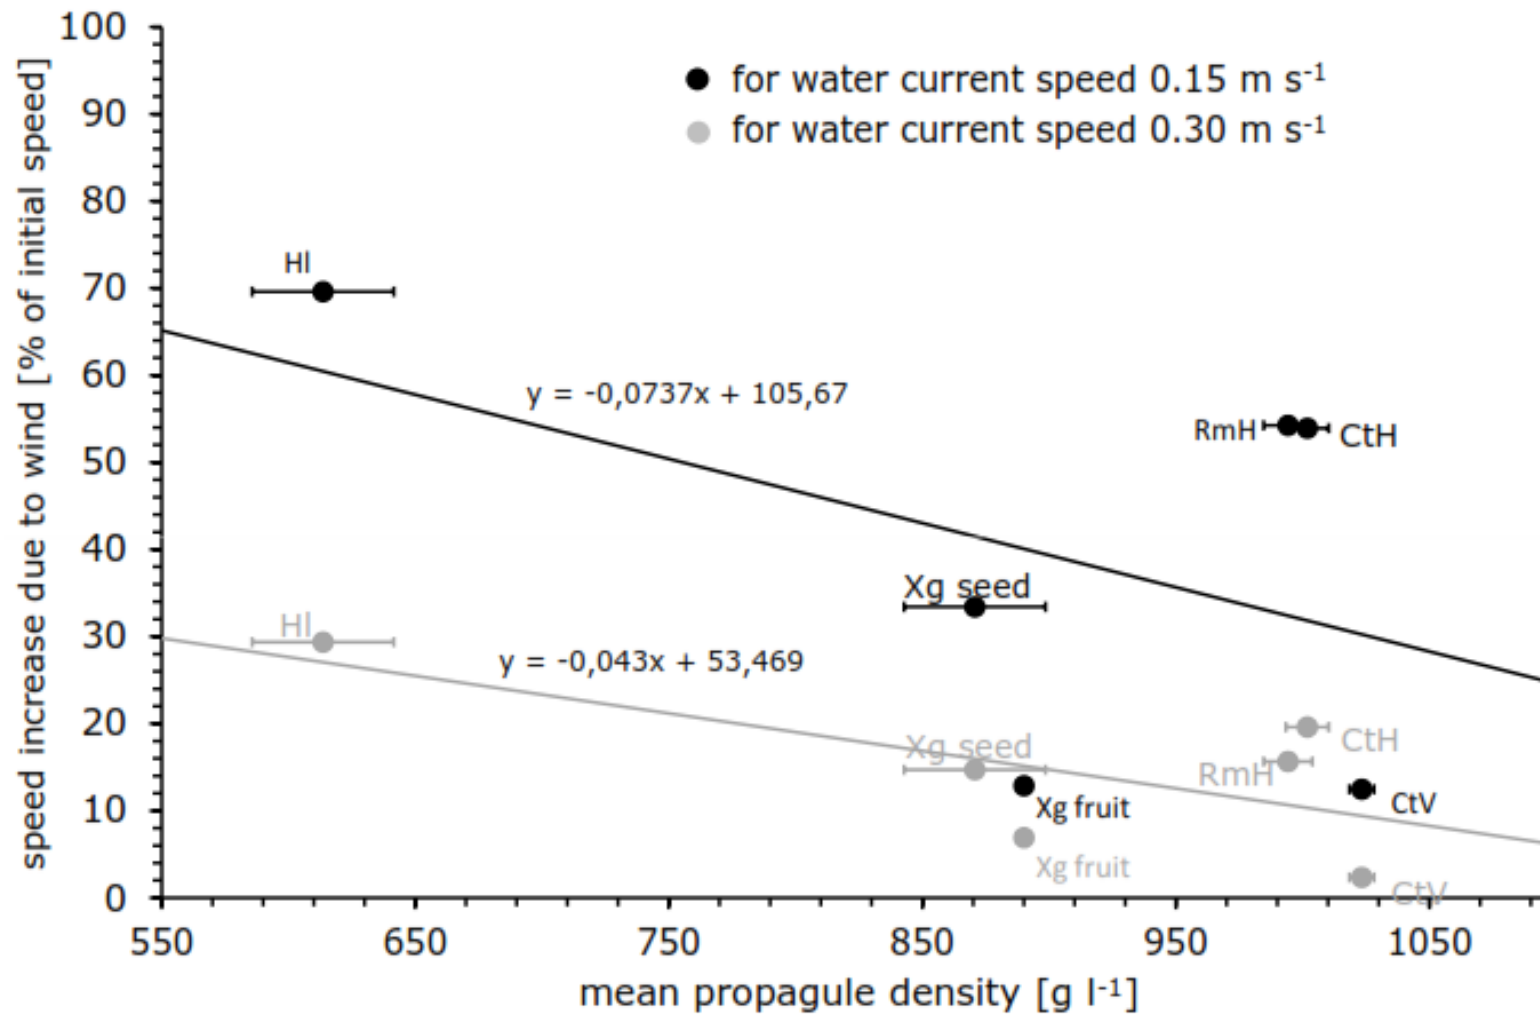 100
90
80
70
60
50
40
30
20
10
0
speed increase due to wind [% of initial speed]
for water current speed 0.15 m s-1
for water current speed 0.30 m s-1
Hl
y = -0,0737x + 105,67
RmH
CtH
Xg seed
Hl
y = -0,043x + 53,469
Xg seed
CtH
RmH
Xg fruit
CtV
Xg fruit
CtV
550 650 750 850 950 1050
mean propagule density [g l-1]